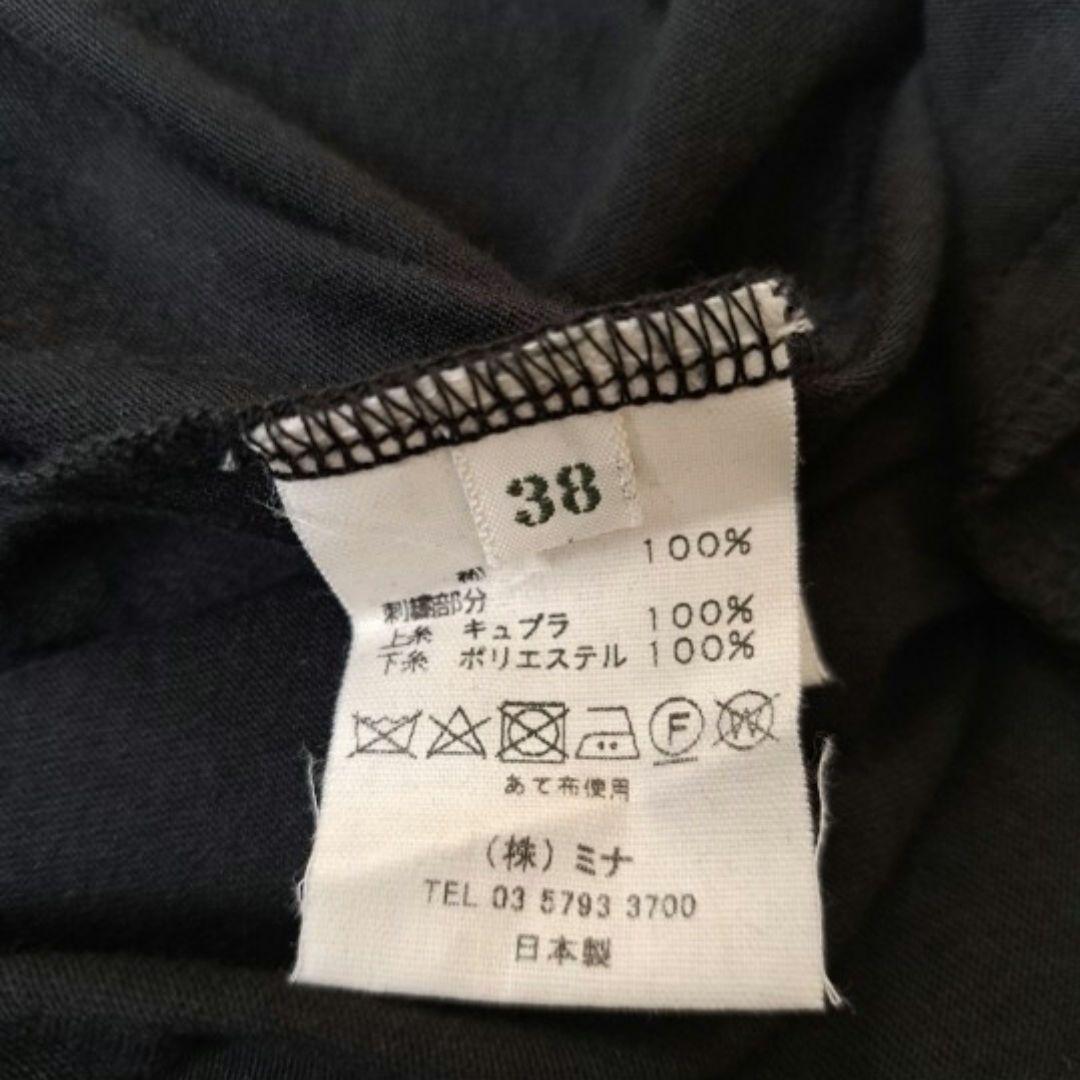 38
100%
刺繍部分
上糸 キュプラ 100%
下糸 ポリエステル 100%
F
W
あて布使用
(株)ミナ
TEL 03 5793 3700
日本製